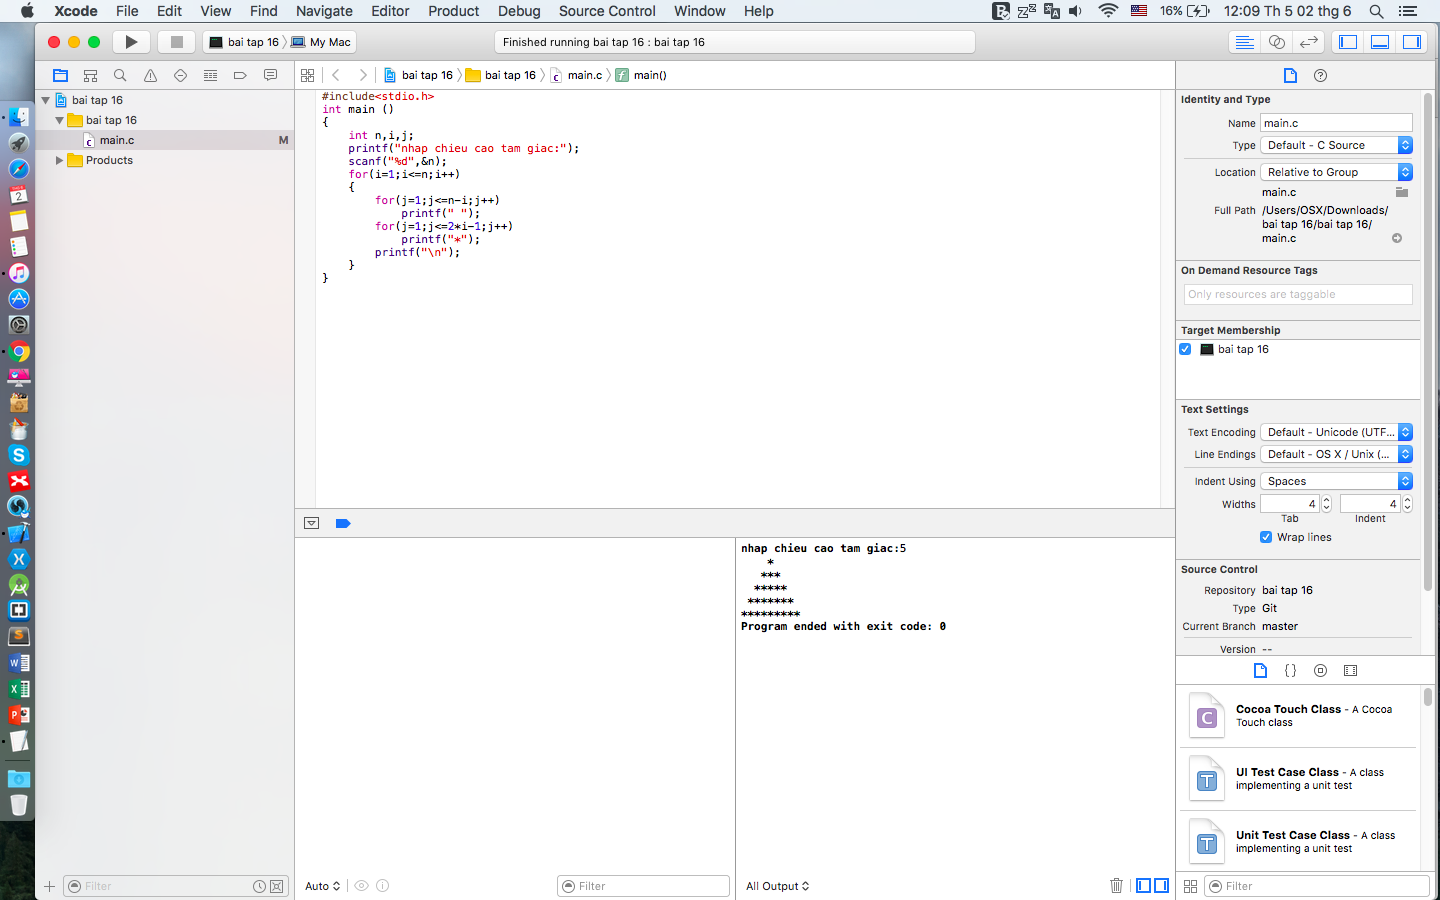 Xcode File Edit View Find Navigate Editor Product Debug Source Control Window Help 16% 12:09 Th 5 02 thg 6
bai tap 16 My Mac
Finished running bai tap 16 : bai tap 16
bai tap 16 bai tap 16 main.c main()
bai tap 16
bai tap 16
main.c M
Products
#include<stdio.h>
int main ()
{
    int n,i,j;
    printf("nhap chieu cao tam giac:");
    scanf("%d",&n);
    for(i=1;i<=n;i++)
    {
        for(j=1;j<=n-i;j++)
            printf(" ");
        for(j=1;j<=2*i-1;j++)
            printf("*");
        printf("\n");
    }
}
nhap chieu cao tam giac:5
    *
   ***
  *****
 *******
*********
Program ended with exit code: 0
Filter
Auto
Filter
All Output
Identity and Type
Name main.c
Type Default - C Source
Location Relative to Group
main.c
Full Path /Users/OSX/Downloads/
bai tap 16/bai tap 16/
main.c
On Demand Resource Tags
Only resources are taggable
Target Membership
bai tap 16
Text Settings
Text Encoding Default - Unicode (UTF...
Line Endings Default - OS X / Unix (...
Indent Using Spaces
Widths 4 4
Tab Indent
Wrap lines
Source Control
Repository bai tap 16
Type Git
Current Branch master
Version --
Cocoa Touch Class - A Cocoa
Touch class
UI Test Case Class - A class
implementing a unit test
Unit Test Case Class - A class
implementing a unit test
Filter